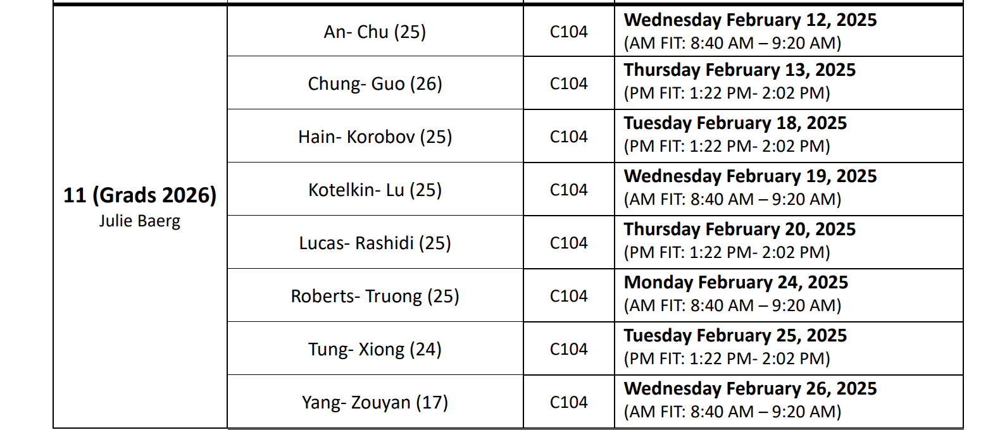 11 (Grads 2026)
Julie Baerg
An- Chu (25)
C104
Wednesday February 12, 2025
(AM FIT: 8:40 AM – 9:20 AM)
Chung- Guo (26)
C104
Thursday February 13, 2025
(PM FIT: 1:22 PM- 2:02 PM)
Hain- Korobov (25)
C104
Tuesday February 18, 2025
(PM FIT: 1:22 PM- 2:02 PM)
Kotelkin- Lu (25)
C104
Wednesday February 19, 2025
(AM FIT: 8:40 AM – 9:20 AM)
Lucas- Rashidi (25)
C104
Thursday February 20, 2025
(PM FIT: 1:22 PM- 2:02 PM)
Roberts- Truong (25)
C104
Monday February 24, 2025
(AM FIT: 8:40 AM – 9:20 AM)
Tung- Xiong (24)
C104
Tuesday February 25, 2025
(PM FIT: 1:22 PM- 2:02 PM)
Yang- Zouyan (17)
C104
Wednesday February 26, 2025
(AM FIT: 8:40 AM – 9:20 AM)